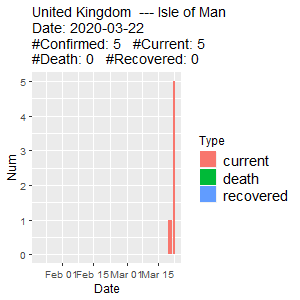 United Kingdom  --- Isle of Man
Date: 2020-03-22
#Confirmed: 5   #Current: 5
#Death: 0   #Recovered: 0
5
4
3
2
1
0
Num
Feb 01
Feb 15
Mar 01
Mar 15
Date
Type
current
death
recovered